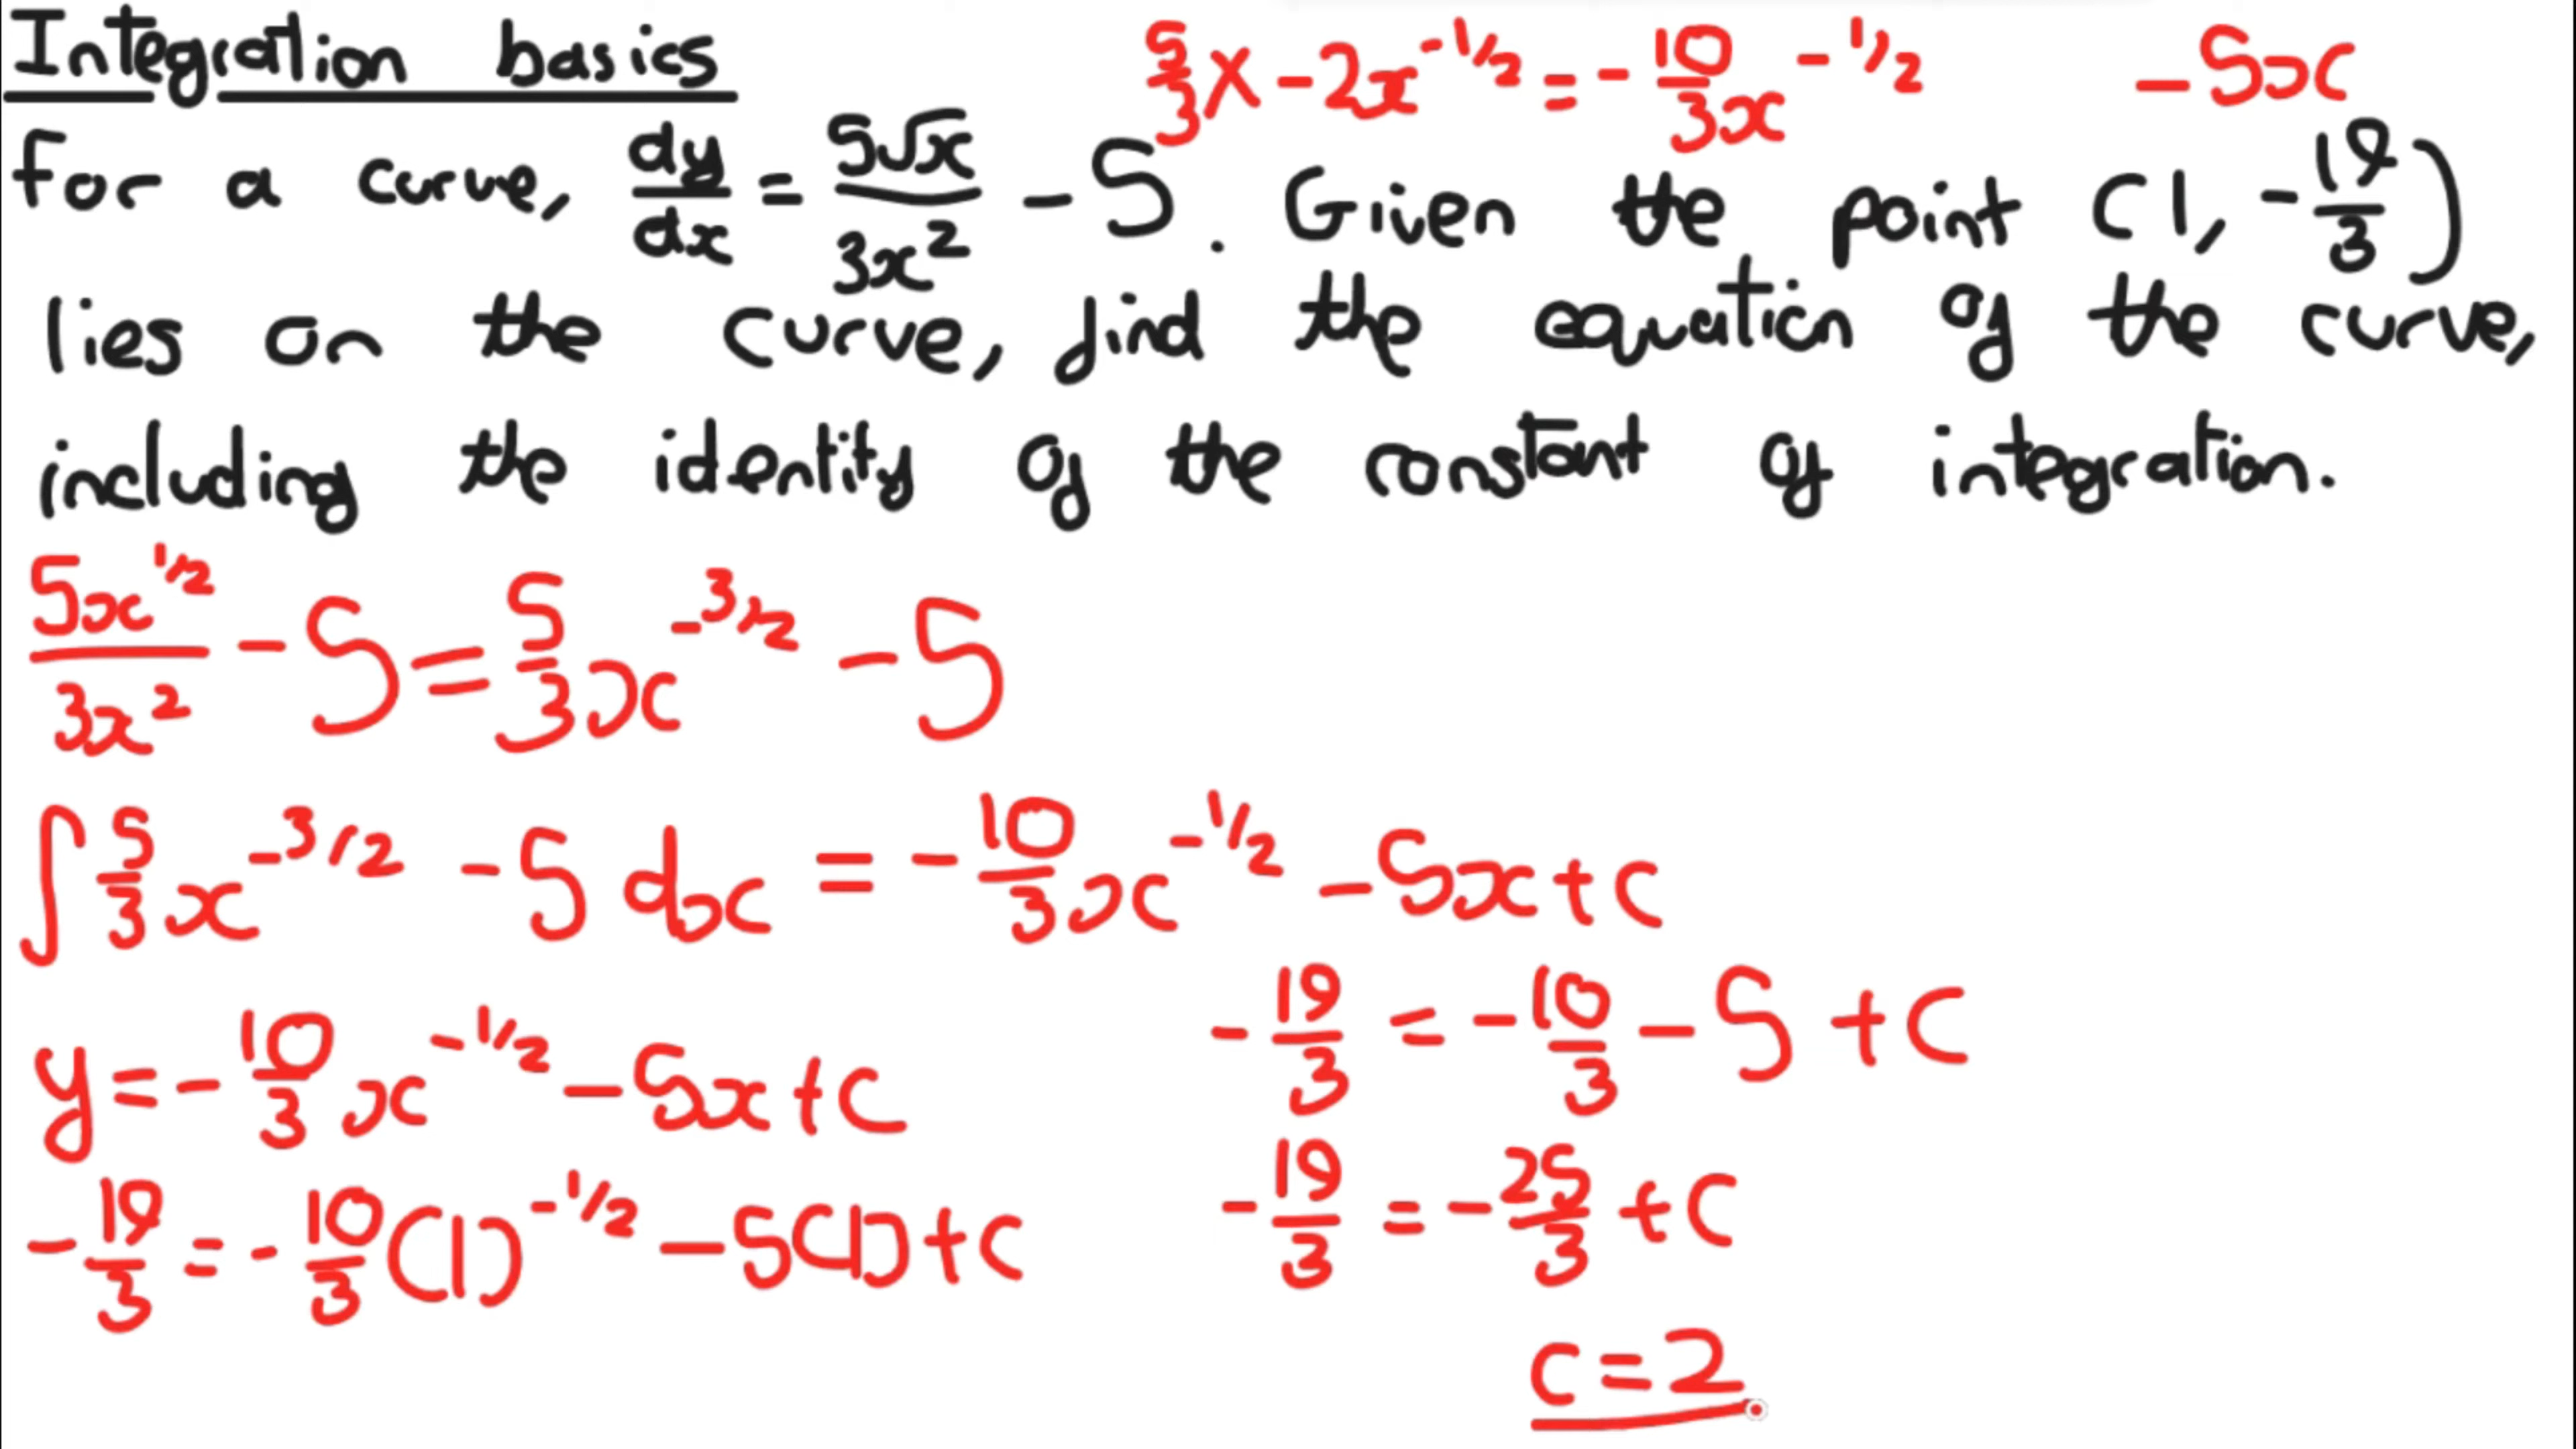 Integration basics
5/3 × -2x^-1/2 = -10/3x^-1/2 -5x
for a curve, dy/dx = 5√x/3x² - 5. Given the point (1, -19/3)
lies on the curve, find the equation of the curve,
including the identity of the constant of integration.
5x^1/2/3x² - 5 = 5/3x^-3/2 - 5
∫5/3x^-3/2 - 5 dx = -10/3x^-1/2 - 5x + c
y = -10/3x^-1/2 - 5x + c
-19/3 = -10/3(1)^-1/2 - 5(1) + c
-19/3 = -10/3 - 5 + c
-19/3 = -25/3 + c
c = 2